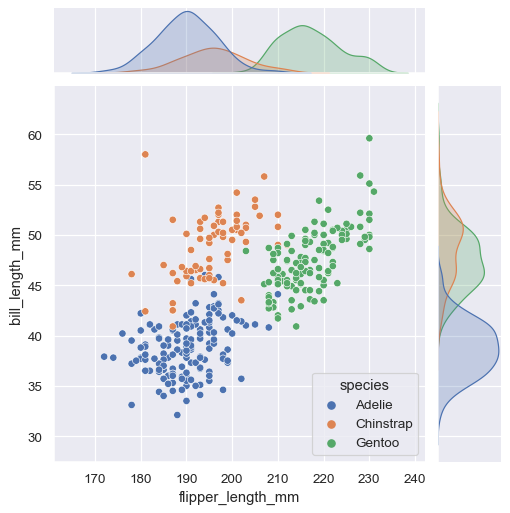 60
55
50
45
40
35
30
bill_length_mm
species
Adelie
Chinstrap
Gentoo
170 180 190 200 210 220 230 240
flipper_length_mm